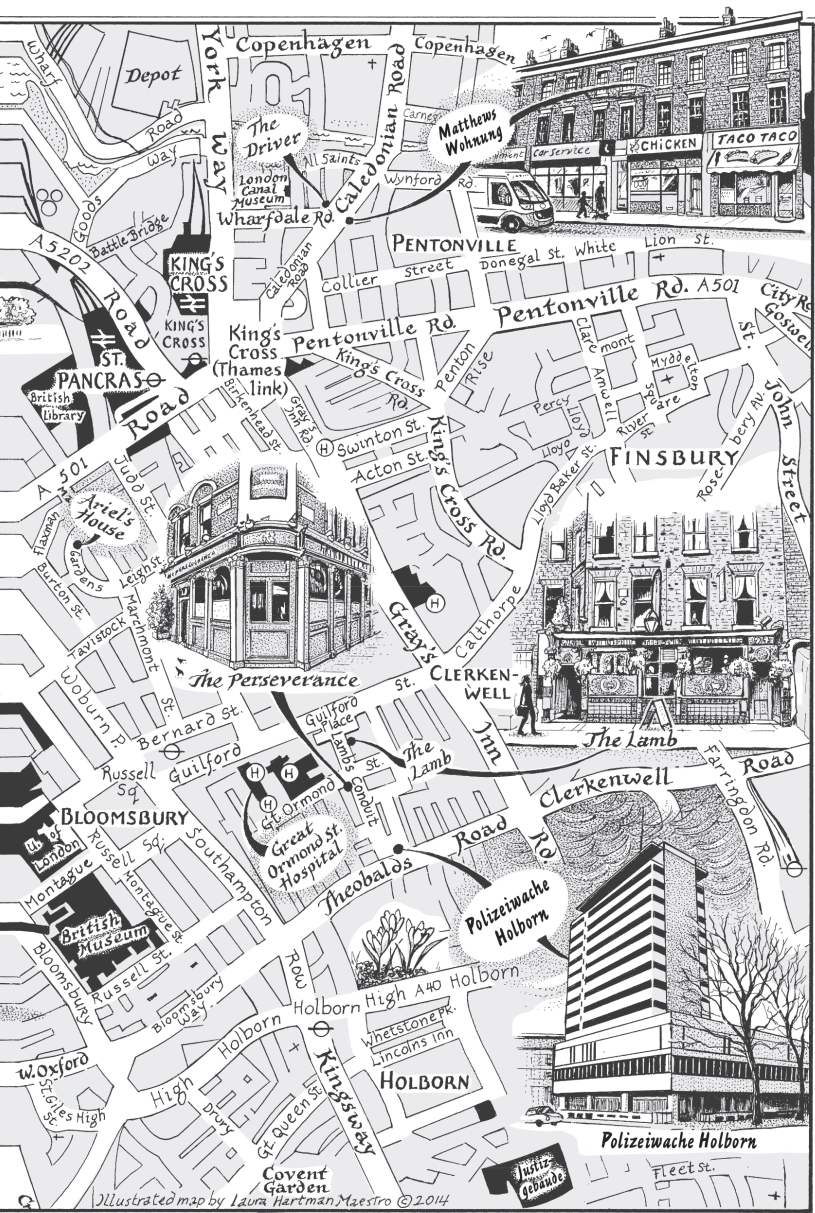 Wharf
Depot
York
Way
Copenhagen
Copenhagen
Caledonian Road
Road
Way
Goods
Battle Bridge
A5202
Road
The
Driver
All Saints
Matthews
Wohnung
Wynford Rd.
London
Canal
Museum
Wharfdale Rd.
Car Service
CHICKEN
TACO TACO
KING'S
CROSS
KING'S
CROSS
Caledonian
Road
PENTONVILLE
Collier Street
Donegal St.
White Lion St.
Pentonville Rd. A501
City Rd
Goswell
ST.
PANCRAS
British
Library
King's
Cross
(Thames
link)
Pentonville Rd.
King's Cross
Rd.
Penton
Rise
Claremont
Amwell
Myddelton
Square
River
St
Percy
Lloyd
Lloyd
Lloyd Baker St.
St.
John
Street
Rosebery Av.
FINSBURY
Birkenhead St.
Gray's
Inn Rd
H
Swinton St.
Acton St.
King's Cross Rd.
A 501
Road
Judd St.
Ariel's
House
Flaxman
Burton St.
Gardens
Leigh St.
Tavistock
Marchmont
St.
Woburn P.
Bernard St.
The Perseverance
H
Calthorpe
St.
Gray's
Inn
Rd.
CLERKEN-
WELL
The Lamb
Guilford
Place
Lamb's
Conduit
St.
The
Lamb
Guilford
Russell
Sq.
BLOOMSBURY
H
H
H
Gt. Ormond
Great
Ormond St.
Hospital
Theobalds
Road
Clerkenwell
Road
Farringdon Rd.
U. of
London
Russell Sq.
Montague
Montague St.
Southampton
Row
British
Museum
Bloomsbury
Russell St.
Bloomsbury
Way
Polizeiwache
Holborn
Holborn
High A40 Holborn
Holborn
High
Whetstone Pk.
Lincolns Inn
HOLBORN
Kingsway
W. Oxford
St. Giles High
St
Drury
Gt. Queen St.
Covent
Garden
Justiz-
gebäude
Fleet St.
Polizeiwache Holborn
Illustrated map by Laura Hartman Maestro © 2014